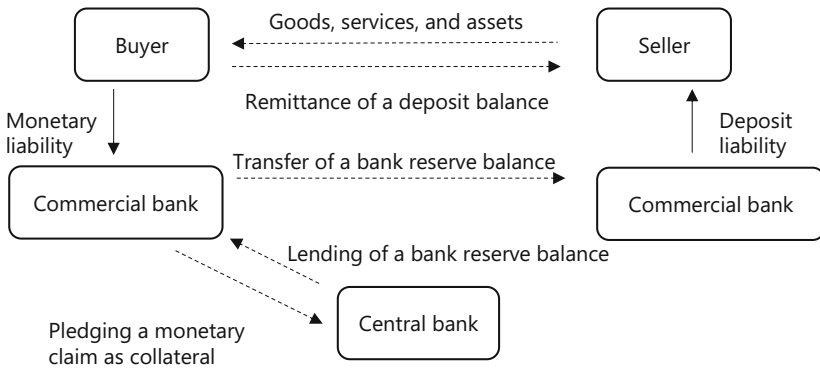 Goods, services, and assets
Buyer
Seller
Remittance of a deposit balance
Monetary
liability
Deposit
liability
Transfer of a bank reserve balance
Commercial bank
Commercial bank
Lending of a bank reserve balance
Central bank
Pledging a monetary
claim as collateral